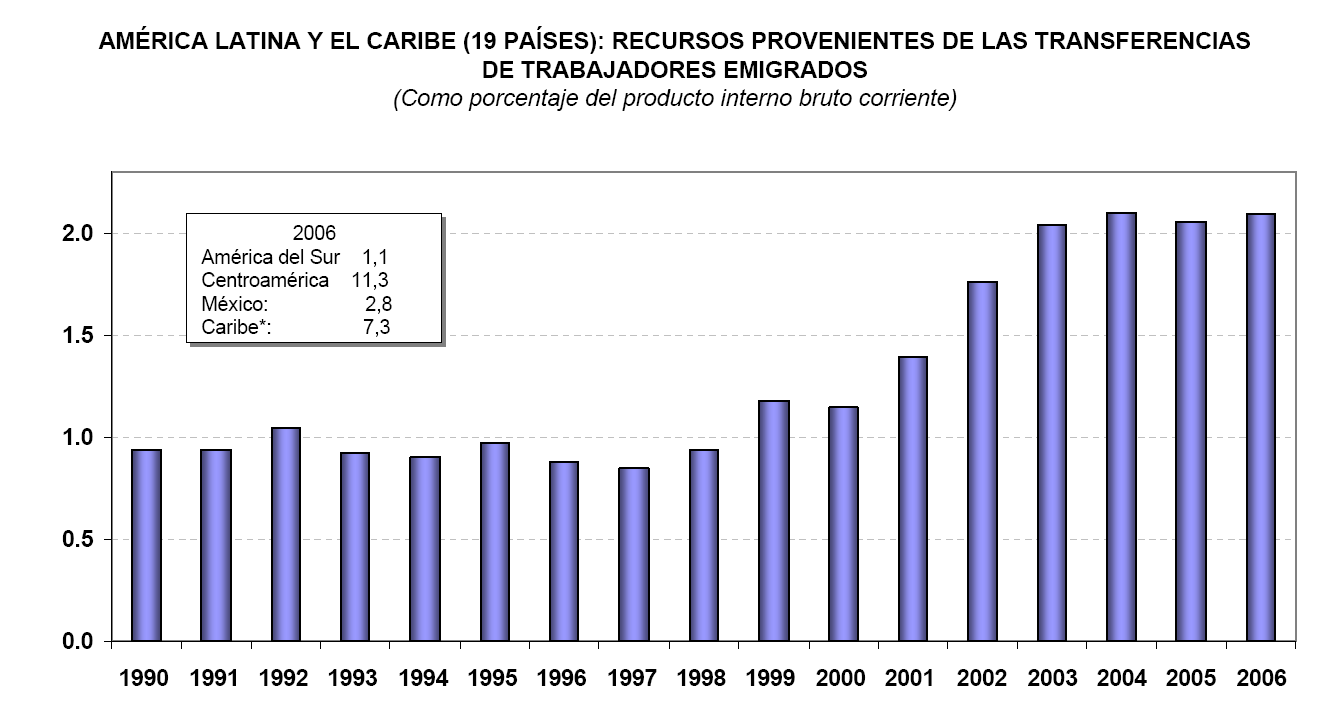 AMÉRICA LATINA Y EL CARIBE (19 PAÍSES): RECURSOS PROVENIENTES DE LAS TRANSFERENCIAS
DE TRABAJADORES EMIGRADOS
(Como porcentaje del producto interno bruto corriente)
2006
América del Sur 1,1
Centroamérica 11,3
México: 2,8
Caribe*: 7,3
2.0
1.5
1.0
0.5
0.0
1990 1991 1992 1993 1994 1995 1996 1997 1998 1999 2000 2001 2002 2003 2004 2005 2006